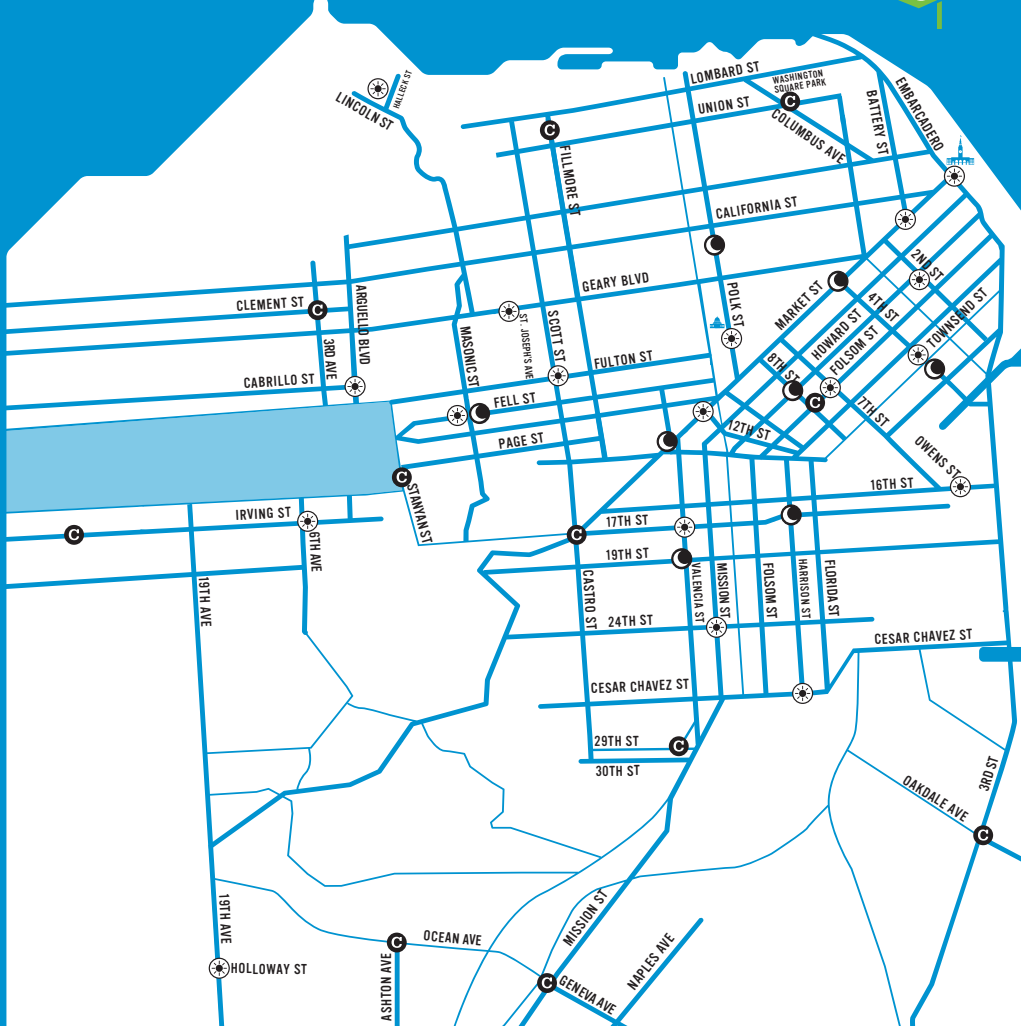 LOMBARD ST
WASHINGTON
SQUARE PARK
HALLECK ST
LINCOLN ST
UNION ST
COLUMBUS AVE
BATTERY ST
EMBARCADERO
FILLMORE ST
CALIFORNIA ST
2ND ST
GEARY BLVD
POLK ST
MARKET ST
4TH ST
TOWNSEND ST
CLEMENT ST
C
ARGUELLO BLVD
3RD AVE
MASONIC ST
ST. JOSEPH'S AVE
SCOTT ST
HOWARD ST
FOLSOM ST
FULTON ST
8TH ST
CABRILLO ST
FELL ST
7TH ST
12TH ST
PAGE ST
OWENS ST
C
STANYAN ST
16TH ST
IRVING ST
6TH AVE
17TH ST
C
C
19TH ST
19TH AVE
CASTRO ST
VALENCIA ST
MISSION ST
FOLSOM ST
HARRISON ST
FLORIDA ST
24TH ST
CESAR CHAVEZ ST
CESAR CHAVEZ ST
29TH ST
C
30TH ST
3RD ST
OAKDALE AVE
C
19TH AVE
MISSION ST
C
OCEAN AVE
NAPLES AVE
HOLLOWAY ST
ASHTON AVE
C
GENEVA AVE
C
C
C